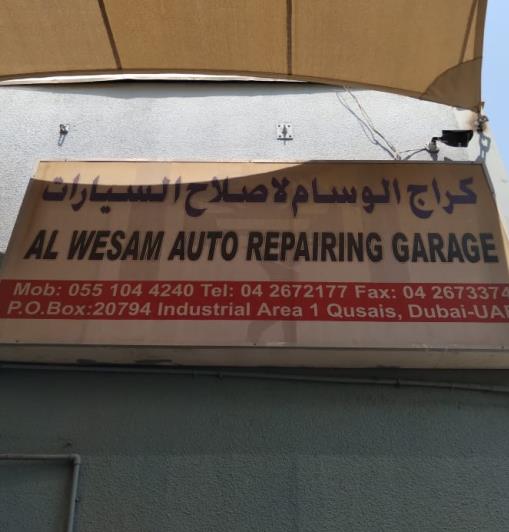 كراج الوسام لاصلاح السيارات
AL WESAM AUTO REPAIRING GARAGE
Mob: 055 104 4240 Tel: 04 2672177 Fax: 04 2673374
P.O.Box:20794 Industrial Area 1 Qusais, Dubai-UAE